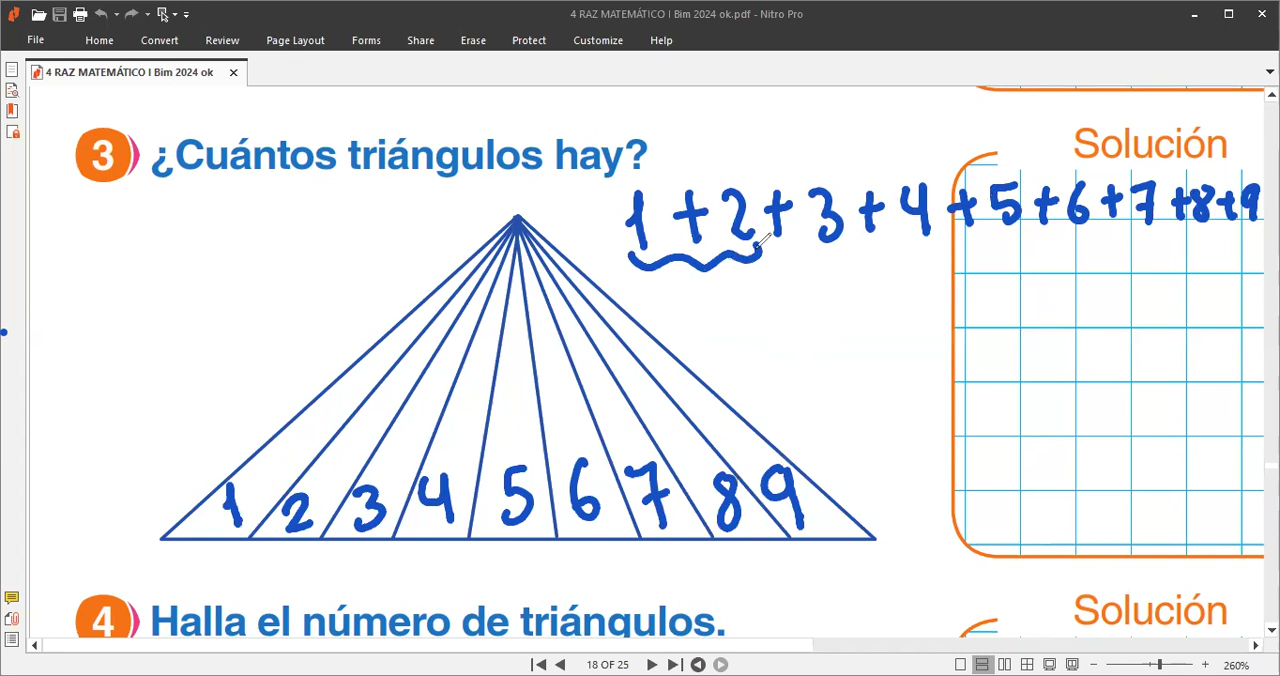 4 RAZ MATEMÁTICO I Bim 2024 ok.pdf - Nitro Pro
File Home Convert Review Page Layout Forms Share Erase Protect Customize Help
4 RAZ MATEMÁTICO I Bim 2024 ok
3 ¿Cuántos triángulos hay?
Solución
1 + 2 + 3 + 4 + 5 + 6 + 7 + 8 + 9
1 2 3 4 5 6 7 8 9
4 Halla el número de triángulos.
Solución
18 OF 25
260%